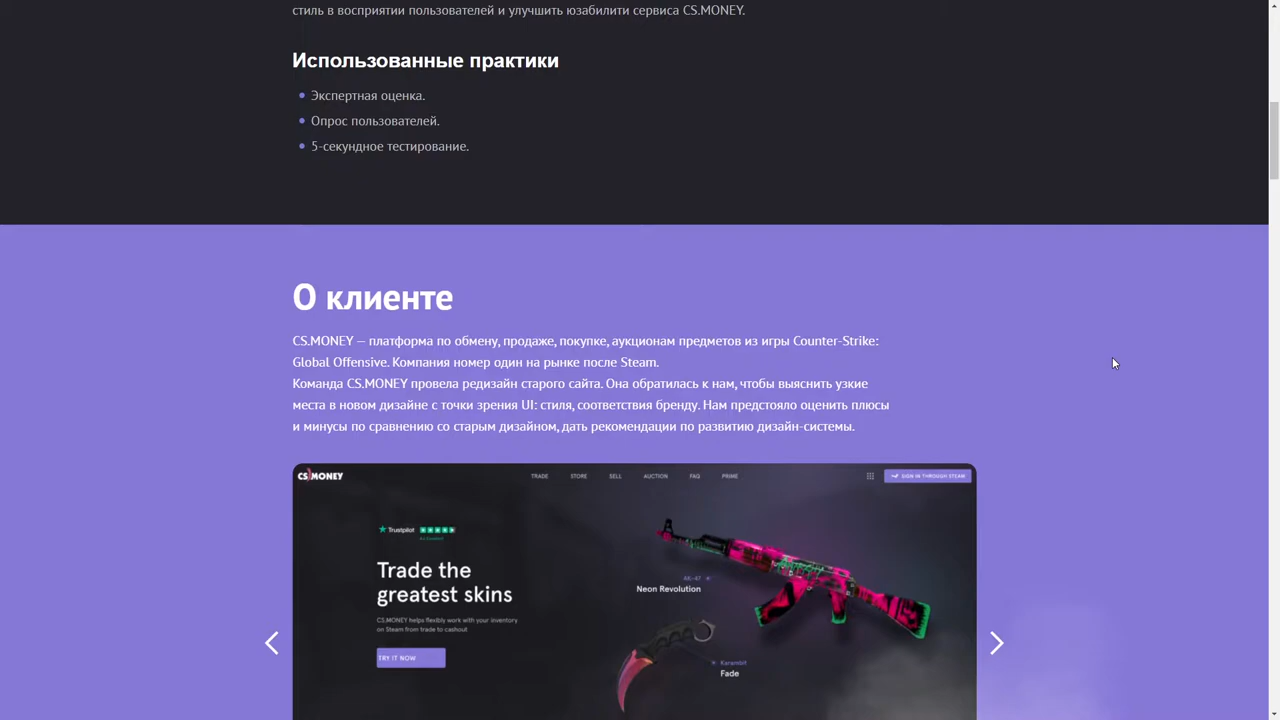 стиль в восприятии пользователей и улучшить юзабилити сервиса CS.MONEY.
Использованные практики
Экспертная оценка.
Опрос пользователей.
5-секундное тестирование.
О клиенте
CS.MONEY — платформа по обмену, продаже, покупке, аукционам предметов из игры Counter-Strike:
Global Offensive. Компания номер один на рынке после Steam.
Команда CS.MONEY провела редизайн старого сайта. Она обратилась к нам, чтобы выяснить узкие
места в новом дизайне с точки зрения UI: стиля, соответствия бренду. Нам предстояло оценить плюсы
и минусы по сравнению со старым дизайном, дать рекомендации по развитию дизайн-системы.
CS MONEY TRADE STORE SELL AUCTION FAQ PRIME SIGN IN THROUGH STEAM
Trustpilot
Trade the
greatest skins
CS.MONEY helps flexibly work with your inventory
on Steam from trade to cashout
TRY IT NOW
AK-47
Neon Revolution
Karambit
Fade